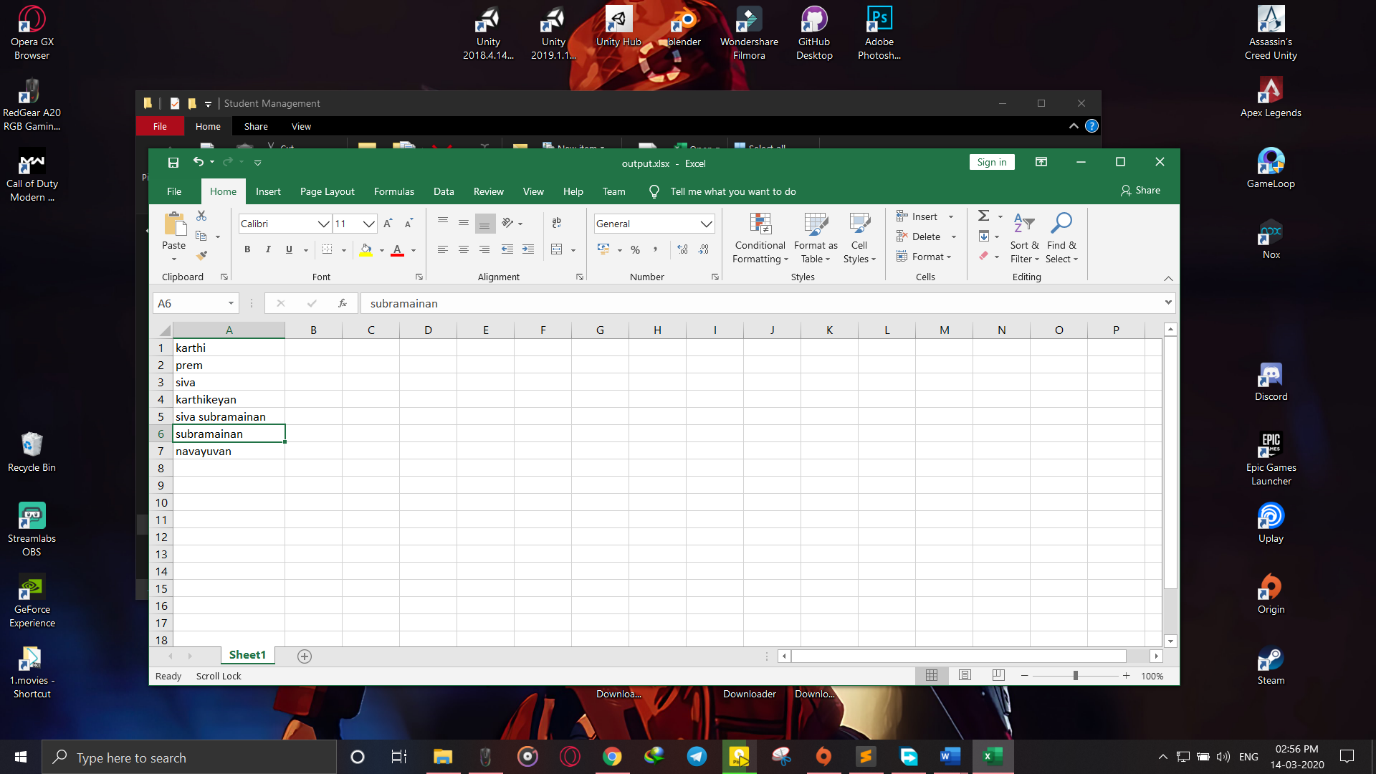 Opera GX
Browser
RedGear A20
RGB Gamin...
Call of Duty
Modern ...
Recycle Bin
Streamlabs
OBS
GeForce
Experience
1.movies -
Shortcut
Unity
2018.4.14...
Unity
2019.1.1...
Unity Hub
blender
Wondershare
Filmora
GitHub
Desktop
Ps
Adobe
Photosh...
Assassin's
Creed Unity
Apex Legends
GameLoop
Nox
Discord
EPIC
GAMES
Epic Games
Launcher
Uplay
Origin
Steam
Student Management
File Home Share View
output.xlsx - Excel
Sign in
File Home Insert Page Layout Formulas Data Review View Help Team Tell me what you want to do Share
Paste
Clipboard
Calibri 11
B I U A
Font
Alignment
General
%
Number
Conditional
Formatting
Format as
Table
Cell
Styles
Styles
Insert
Delete
Format
Cells
Sort &
Filter
Find &
Select
Editing
A6 fx subramainan
A B C D E F G H I J K L M N O P
1 karthi
2 prem
3 siva
4 karthikeyan
5 siva subramainan
6 subramainan
7 navayuvan
8
9
10
11
12
13
14
15
16
17
18
Sheet1
Ready Scroll Lock 100%
Downloa...
Downloader
Downlo...
Type here to search
ENG
02:56 PM
14-03-2020